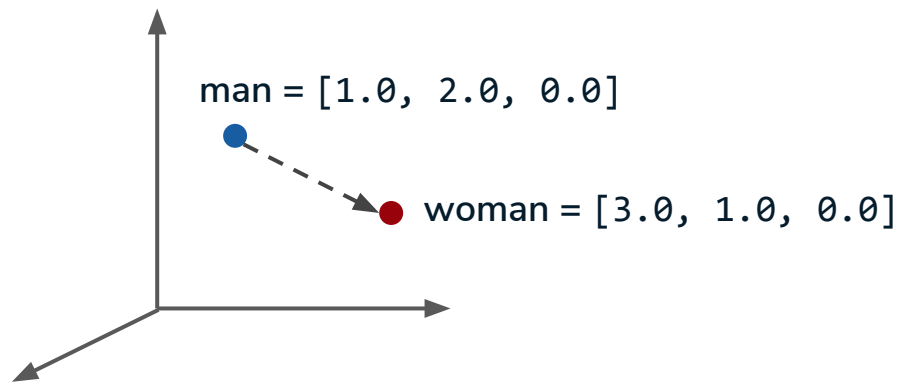 man = [1.0, 2.0, 0.0]
woman = [3.0, 1.0, 0.0]